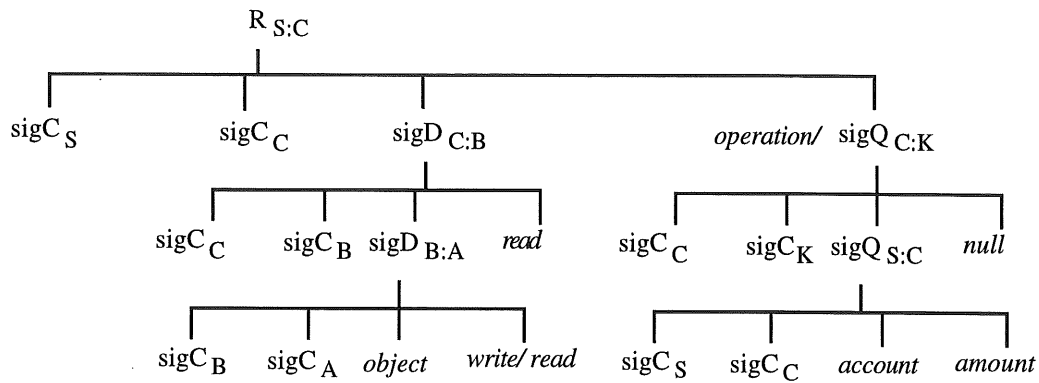 R S:C
sigC S sigC C sigD C:B operation/ sigQ C:K
sigC C sigC B sigD B:A read sigC C sigC K sigQ S:C null
sigC B sigC A object write/ read sigC S sigC C account amount